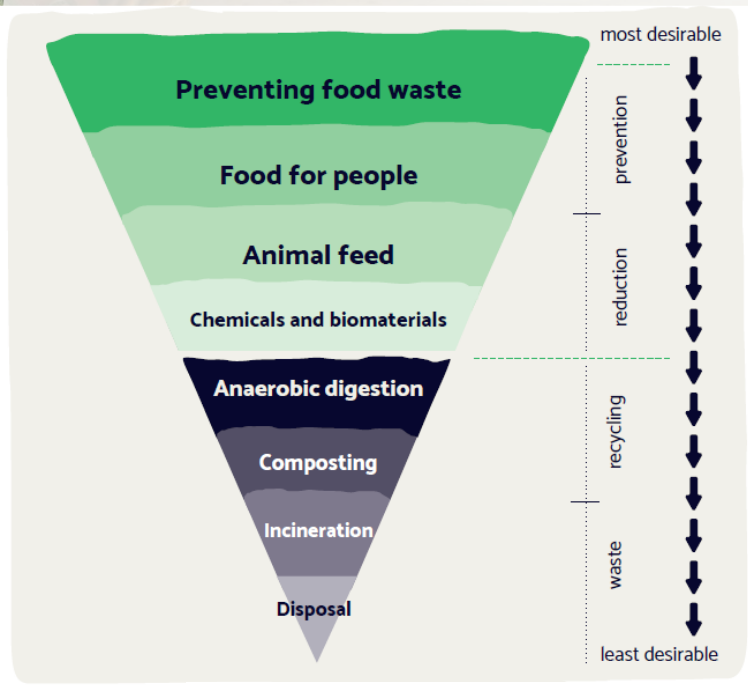 most desirable
Preventing food waste
prevention
Food for people
Animal feed
reduction
Chemicals and biomaterials
Anaerobic digestion
recycling
Composting
Incineration
waste
Disposal
least desirable